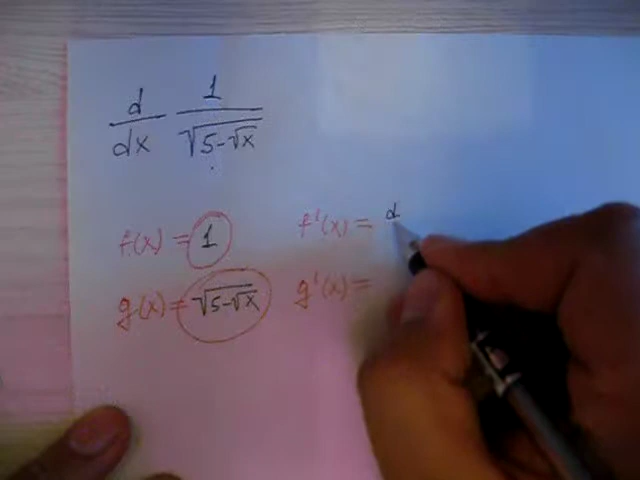 d/dx 1/√(5-√x)
f(x) = 1 f'(x) = d
g(x) = √(5-√x) g'(x) =